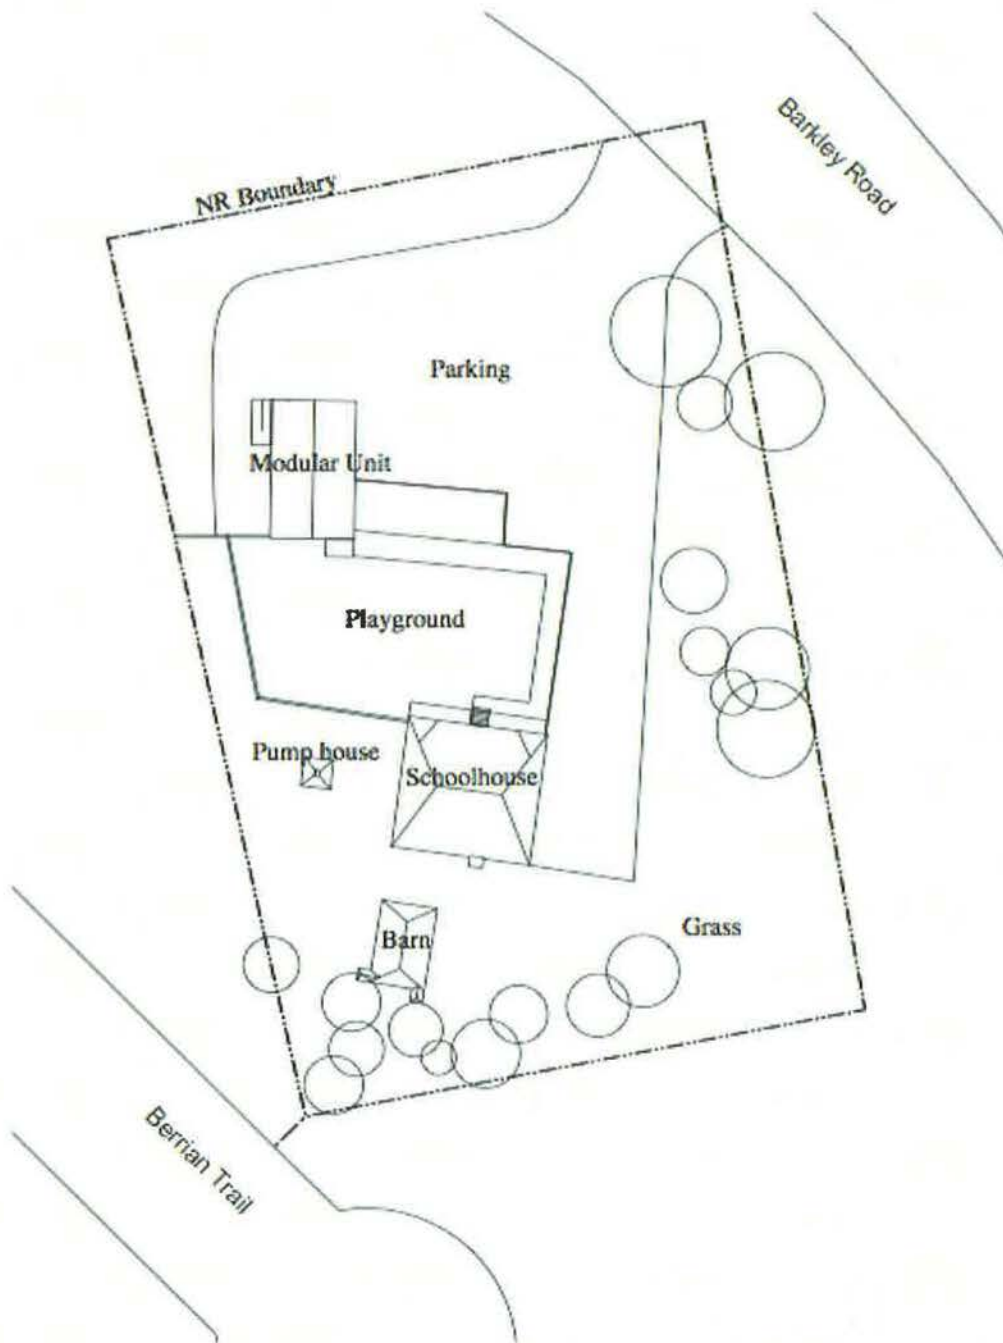 Barkley Road
NR Boundary
Parking
Modular Unit
Playground
Pump house
Schoolhouse
Grass
Barn
Berrian Trail